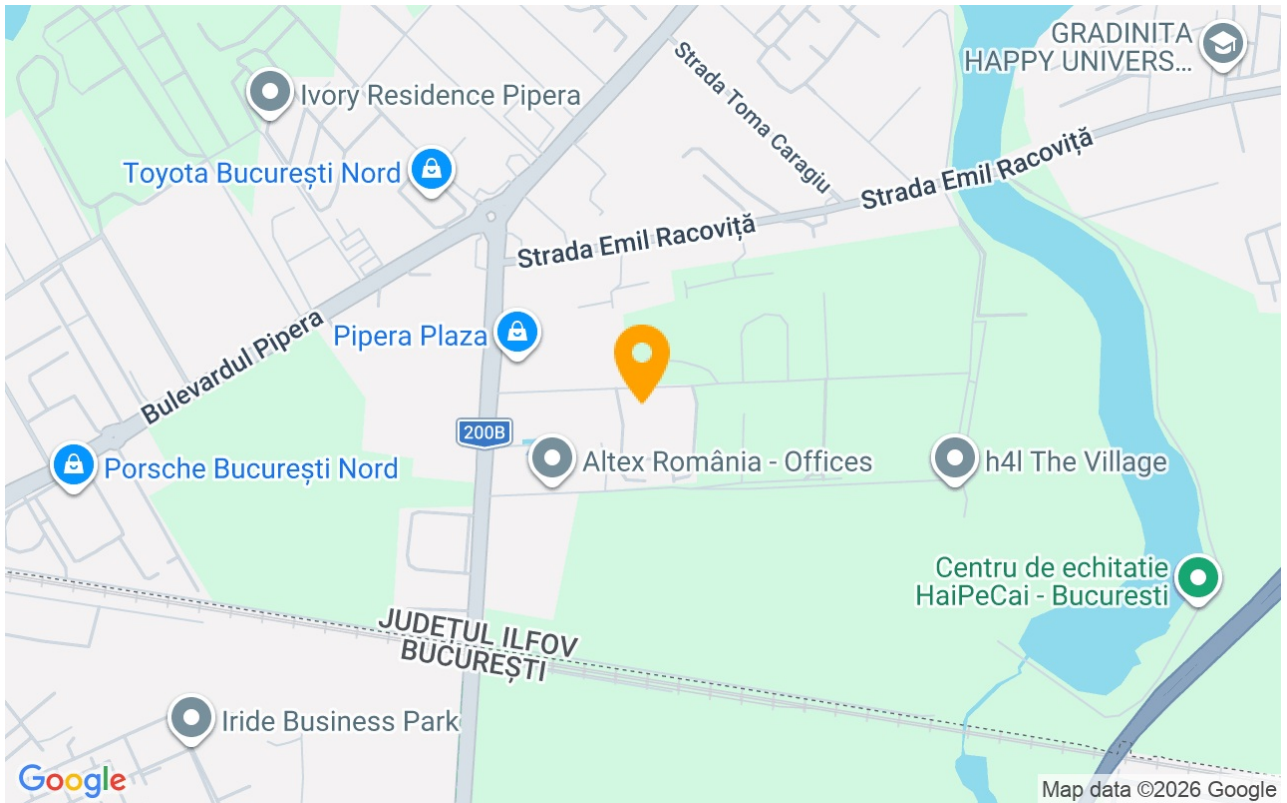 GRADINITA
HAPPY UNIVERS...
Strada Toma Caragiu
Ivory Residence Pipera
Toyota București Nord
Strada Emil Racoviță
Strada Emil Racoviță
Pipera Plaza
Bulevardul Pipera
200B
Porsche București Nord
Altex România - Offices
h4l The Village
Centru de echitatie
HaiPeCai - Bucuresti
JUDEȚUL ILFOV
BUCUREȘTI
Iride Business Park
Google
Map data ©2026 Google